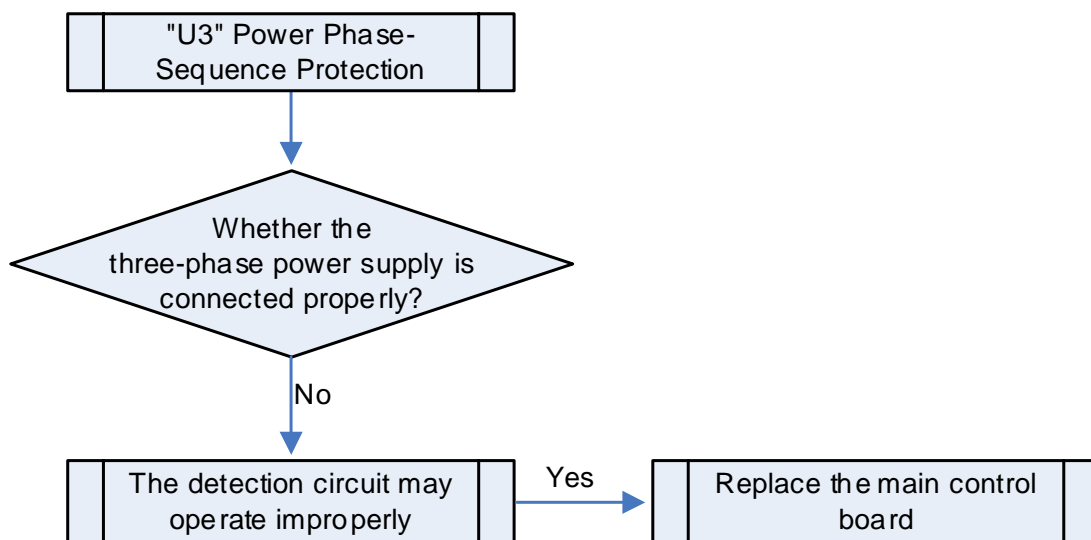 "U3" Power Phase-
Sequence Protection
Whether the
three-phase power supply is
connected properly?
No
The detection circuit may
operate improperly
Yes
Replace the main control
board